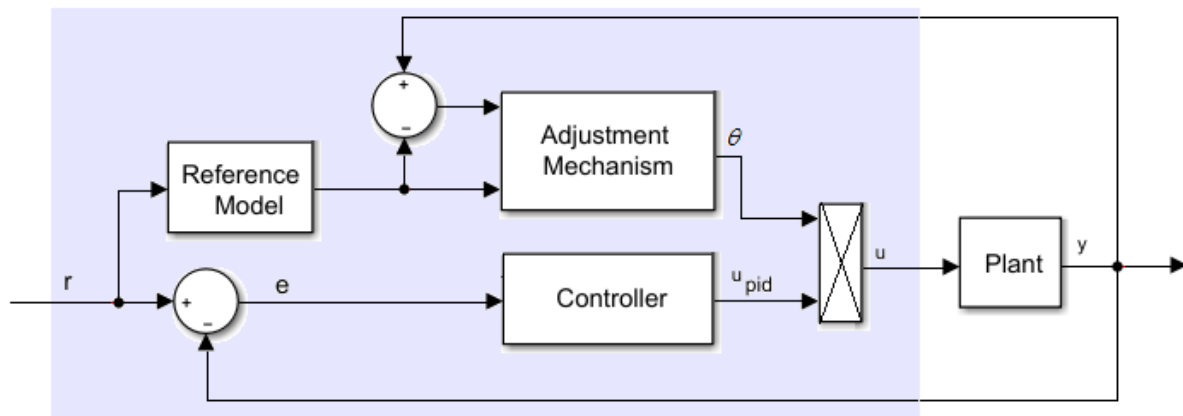 +
−
Adjustment
Mechanism
θ
Reference
Model
r
+
−
e
Controller
u pid
u
Plant
y